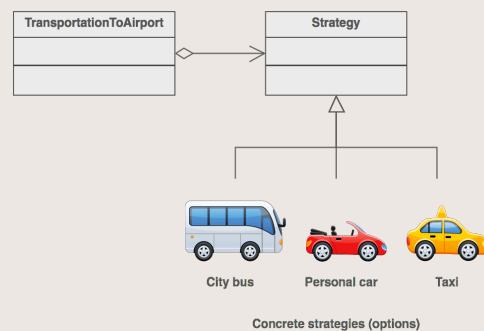 TransportationToAirport
Strategy
City bus
Personal car
Taxi
Concrete strategies (options)